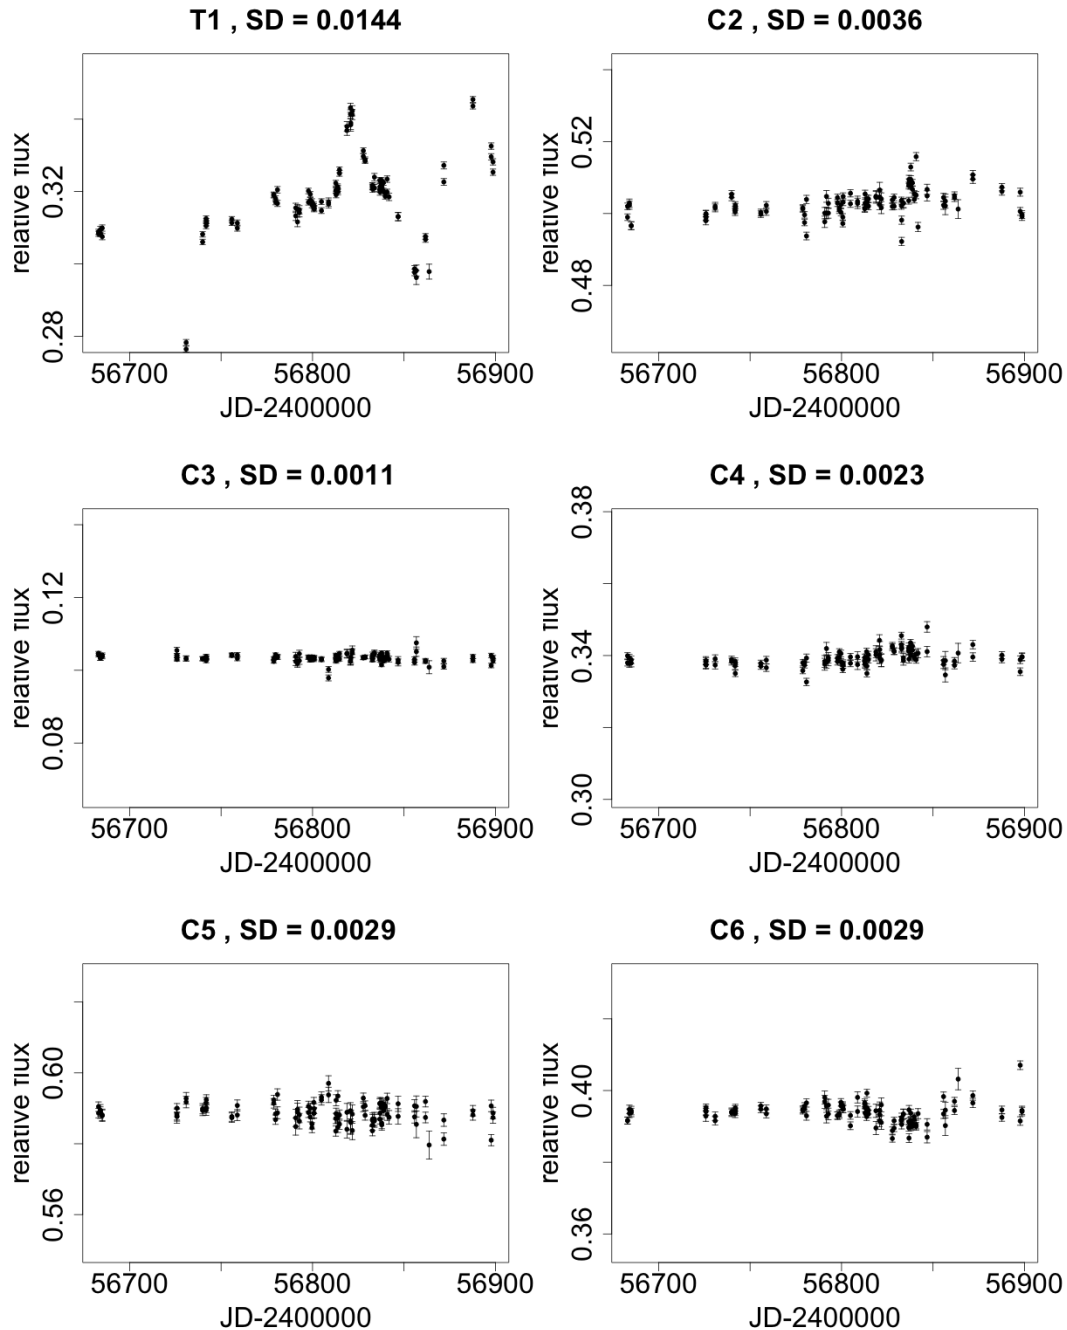 T1 , SD = 0.0144
relative flux
0.28 0.32
56700 56800 56900
JD-2400000
C2 , SD = 0.0036
relative flux
0.48 0.52
56700 56800 56900
JD-2400000
C3 , SD = 0.0011
relative flux
0.08 0.12
56700 56800 56900
JD-2400000
C4 , SD = 0.0023
relative flux
0.30 0.34 0.38
56700 56800 56900
JD-2400000
C5 , SD = 0.0029
relative flux
0.56 0.60
56700 56800 56900
JD-2400000
C6 , SD = 0.0029
relative flux
0.36 0.40
56700 56800 56900
JD-2400000